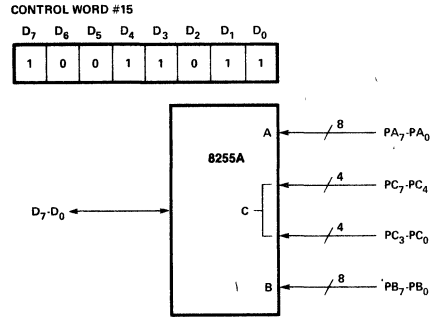 CONTROL WORD #15
D7 D6 D5 D4 D3 D2 D1 D0
1 0 0 1 1 0 1 1
8255A
A 8 PA7-PA0
4 PC7-PC4
D7-D0 C
4 PC3-PC0
B 8 PB7-PB0